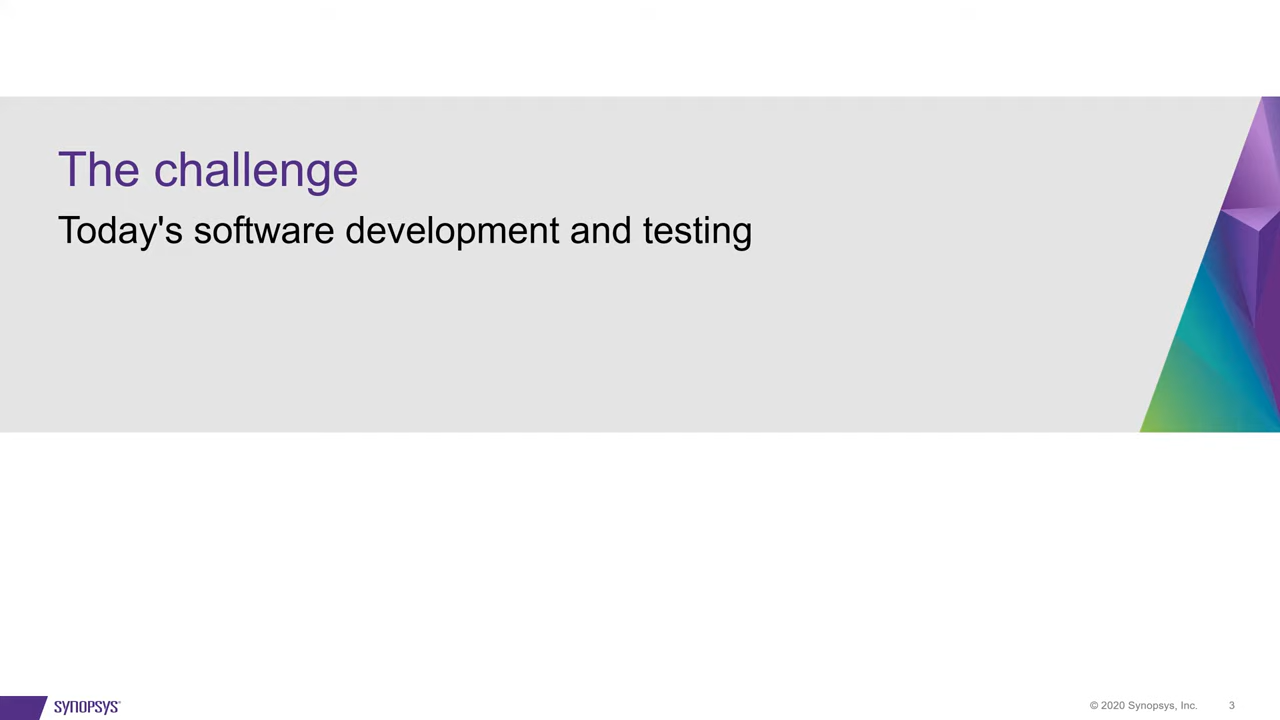 The challenge
Today's software development and testing
SYNOPSYS®
© 2020 Synopsys, Inc. 3